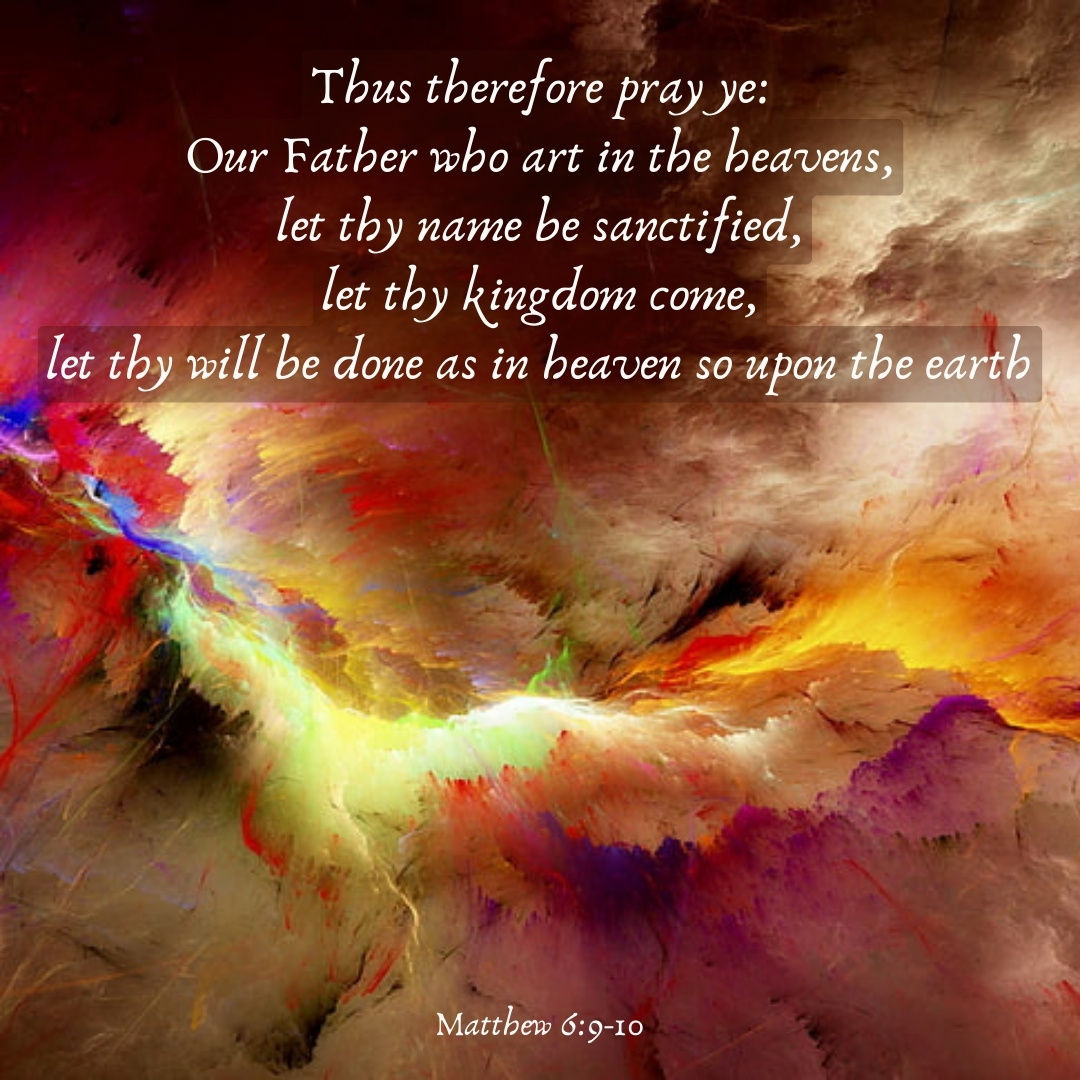 Thus therefore pray ye:
Our Father who art in the heavens,
let thy name be sanctified,
let thy kingdom come,
let thy will be done as in heaven so upon the earth
Matthew 6:9-10